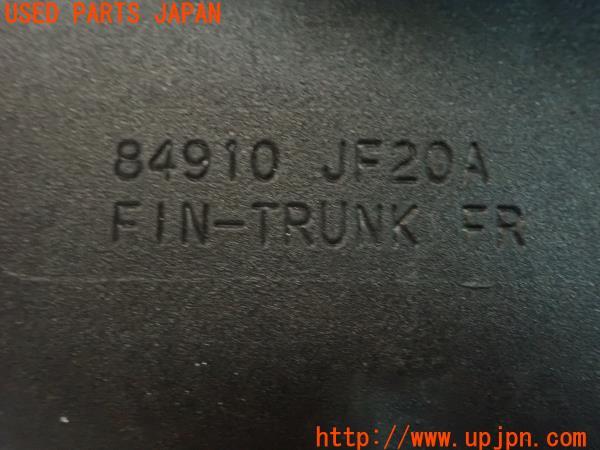 USED PARTS JAPAN
84910 JF20A
FIN-TRUNK FR
http://www.upjpn.com